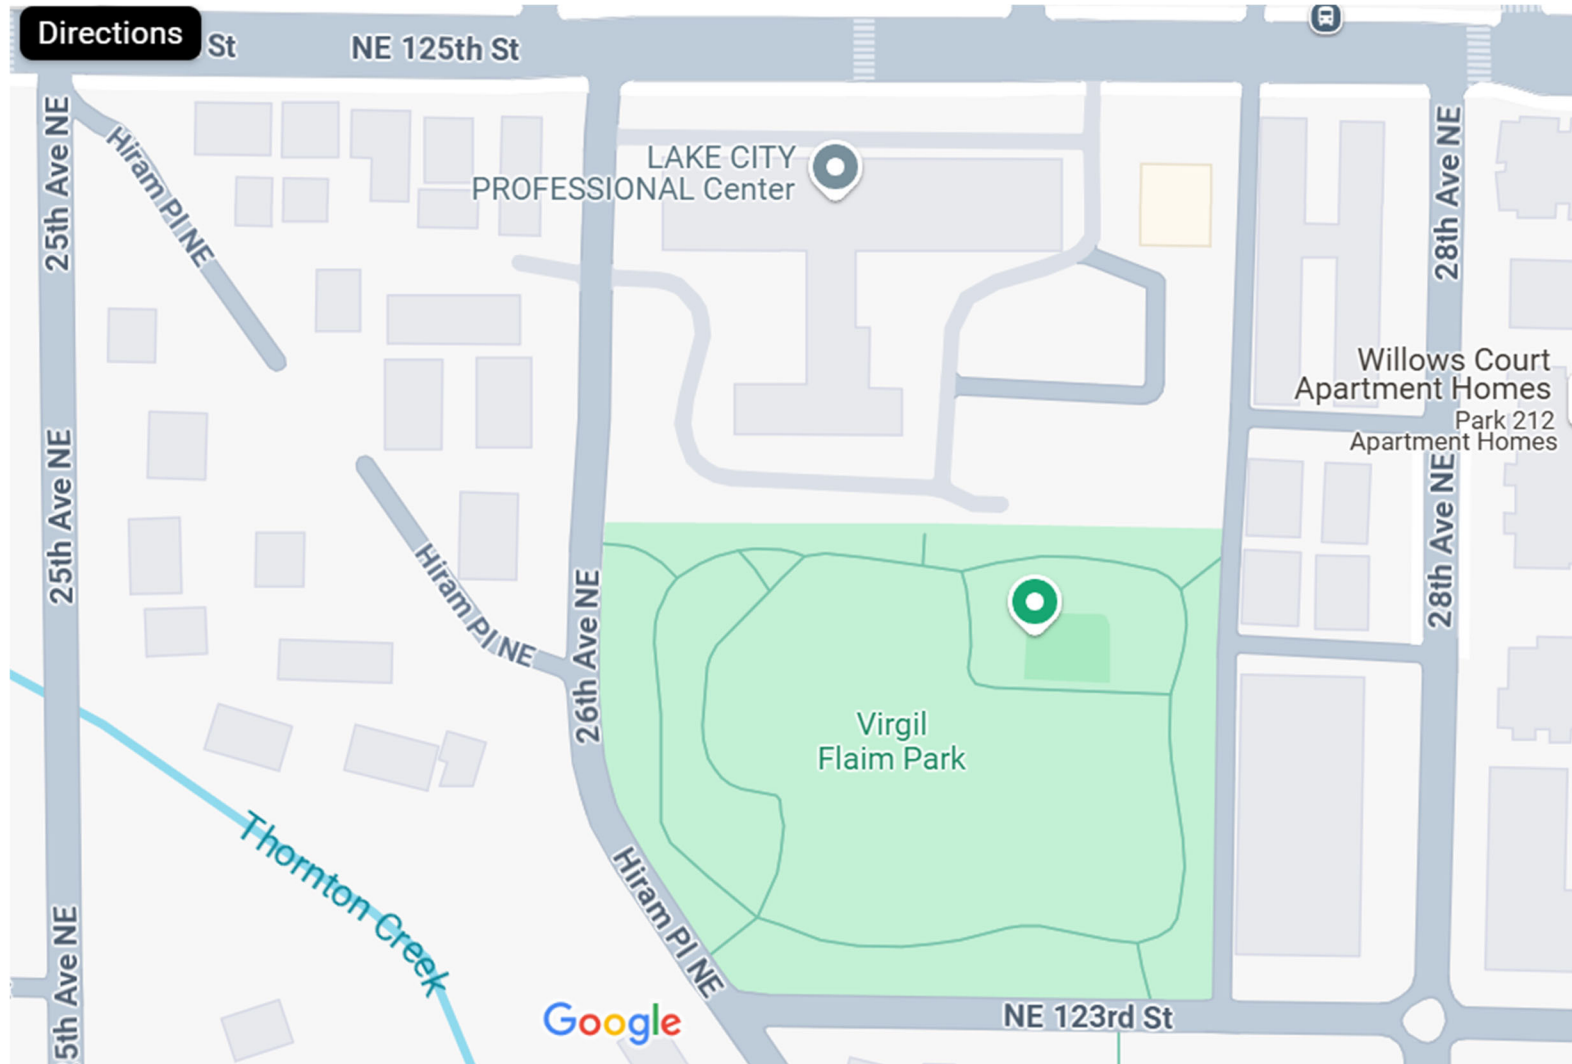 Directions
St
NE 125th St
25th Ave NE
Hiram Pl NE
LAKE CITY
PROFESSIONAL Center
28th Ave NE
Willows Court
Apartment Homes
Park 212
Apartment Homes
25th Ave NE
28th Ave NE
Hiram Pl NE
26th Ave NE
Virgil
Flaim Park
Thornton Creek
Hiram Pl NE
5th Ave NE
Google
NE 123rd St